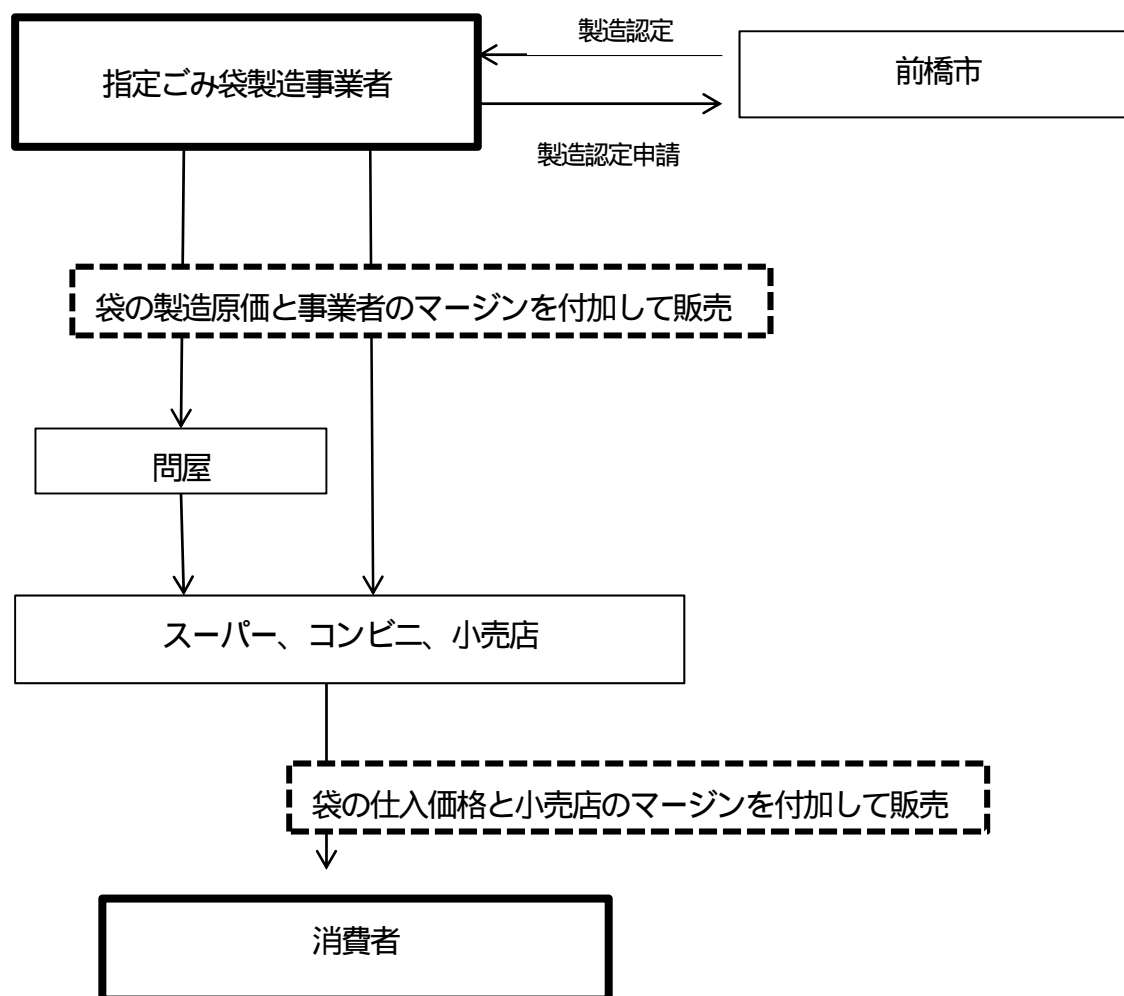 製造認定
指定ごみ袋製造事業者
前橋市
製造認定申請
袋の製造原価と事業者のマージンを付加して販売
問屋
スーパー、コンビニ、小売店
袋の仕入価格と小売店のマージンを付加して販売
消費者